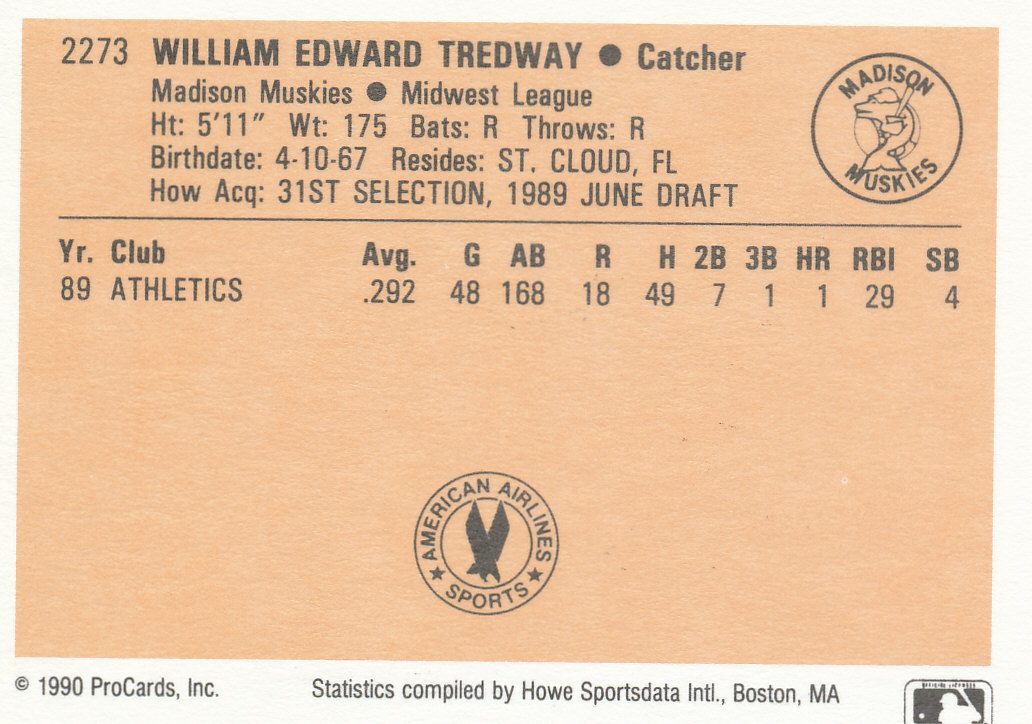 2273 WILLIAM EDWARD TREDWAY ● Catcher
Madison Muskies ● Midwest League
Ht: 5'11" Wt: 175 Bats: R Throws: R
Birthdate: 4-10-67 Resides: ST. CLOUD, FL
How Acq: 31ST SELECTION, 1989 JUNE DRAFT
MADISON
MUSKIES
Yr. Club Avg. G AB R H 2B 3B HR RBI SB
89 ATHLETICS .292 48 168 18 49 7 1 1 29 4
AMERICAN AIRLINES
★ SPORTS ★
© 1990 ProCards, Inc. Statistics compiled by Howe Sportsdata Intl., Boston, MA
OFFICIAL LICENSEE